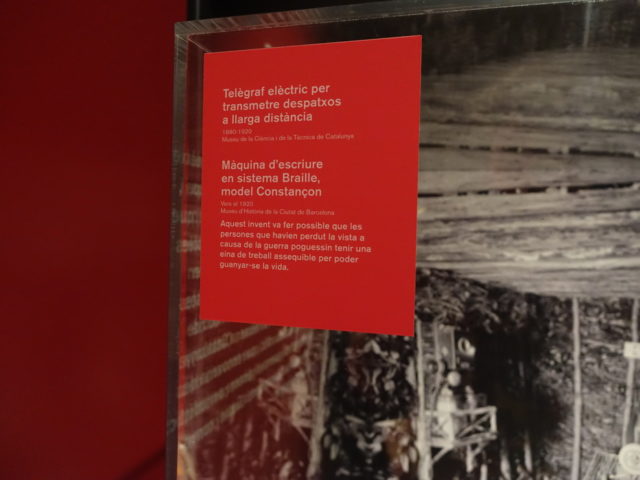 Telègraf elèctric per
transmetre despatxos
a llarga distància
1880-1920
Museu de la Ciència i de la Tècnica de Catalunya
Màquina d'escriure
en sistema Braille,
model Constançon
Vers el 1920
Museu d'Història de la Ciutat de Barcelona
Aquest invent va fer possible que les
persones que havien perdut la vista a
causa de la guerra poguessin tenir una
eina de treball assequible per poder
guanyar-se la vida.